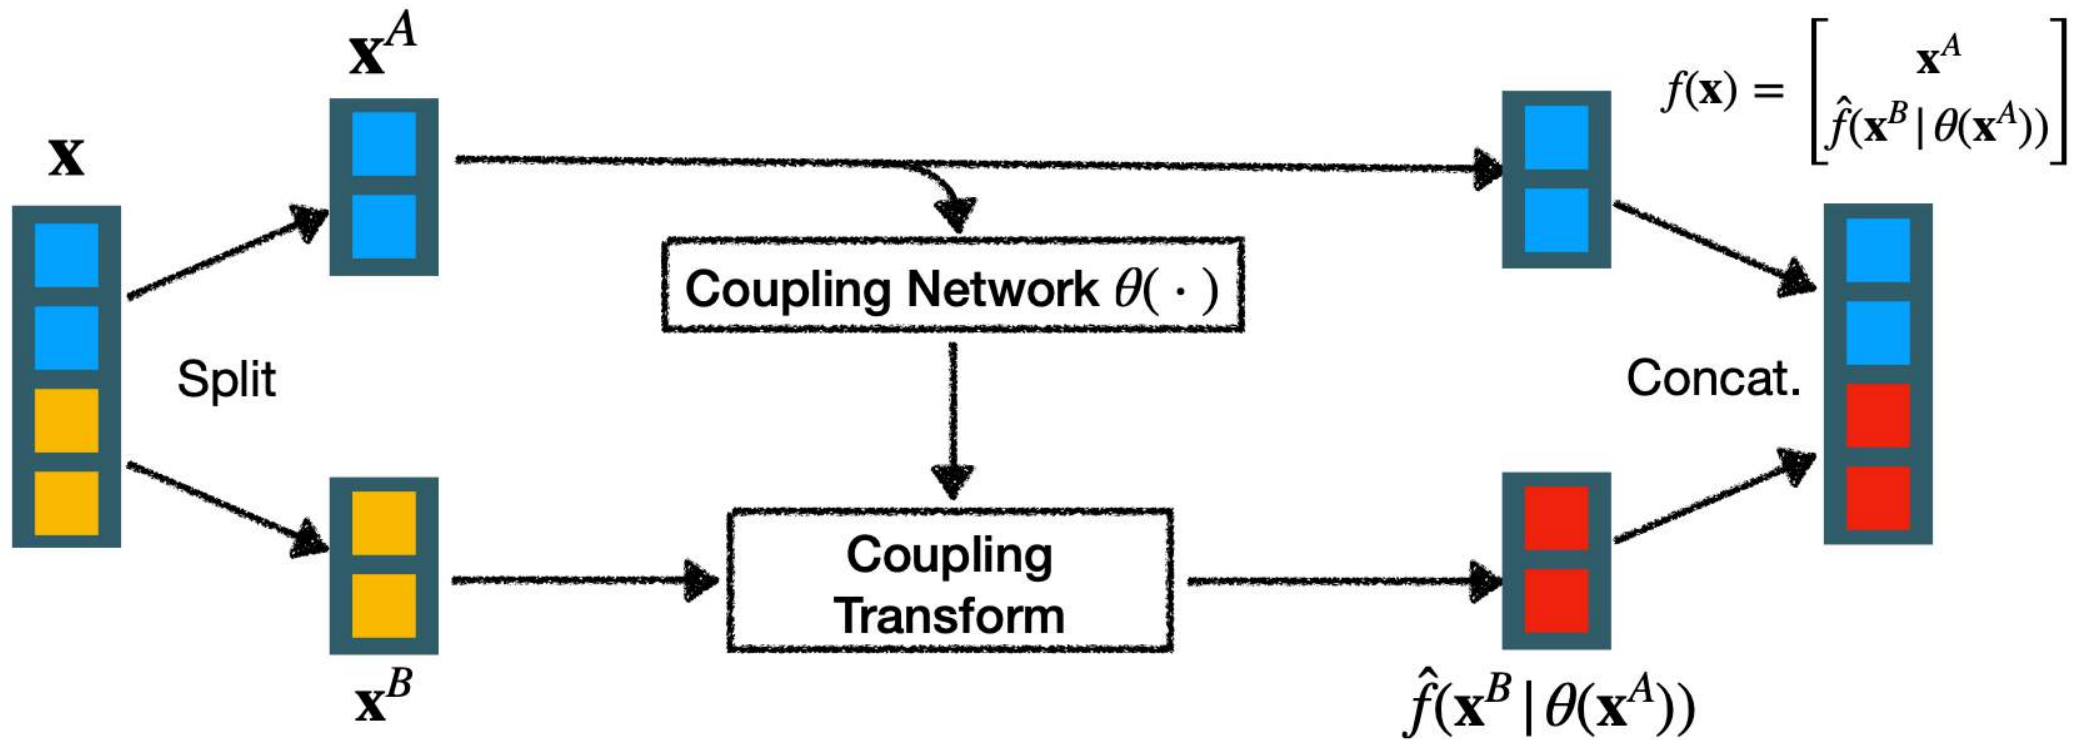 𝐱
𝐱^A
Split
𝐱^B
Coupling Network θ( · )
Coupling
Transform
f(𝐱) = [ 𝐱^A
f̂(𝐱^B | θ(𝐱^A)) ]
Concat.
f̂(𝐱^B | θ(𝐱^A))